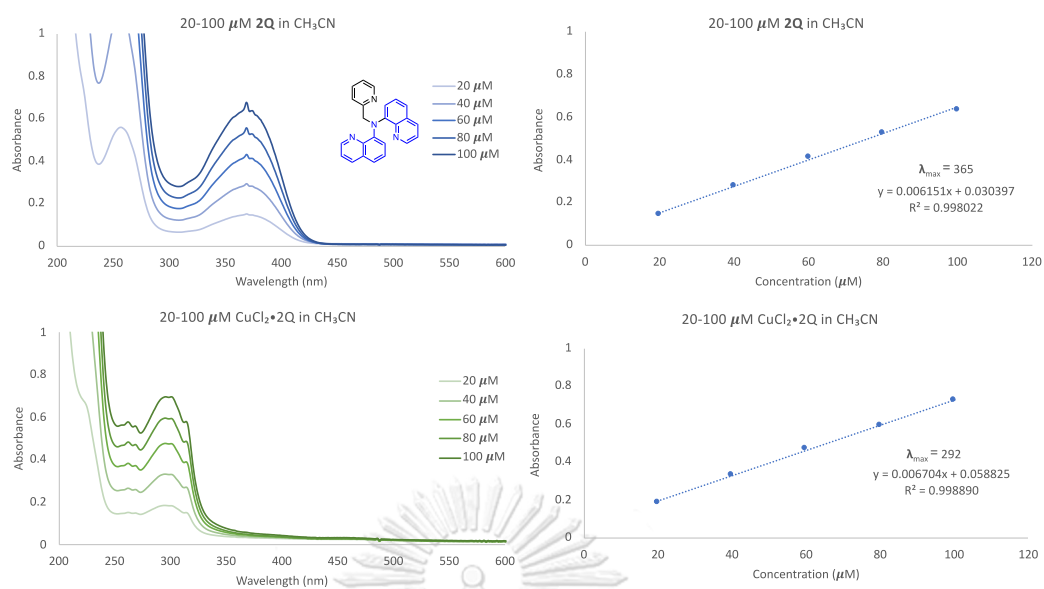 20-100 μM 2Q in CH₃CN
Absorbance
1
0.8
0.6
0.4
0.2
0
200 250 300 350 400 450 500 550 600
Wavelength (nm)
N
N
N
N
20 μM
40 μM
60 μM
80 μM
100 μM
20-100 μM 2Q in CH₃CN
Absorbance
1
0.8
0.6
0.4
0.2
0
0 20 40 60 80 100 120
Concentration (μM)
λmax = 365
y = 0.006151x + 0.030397
R² = 0.998022
20-100 μM CuCl₂•2Q in CH₃CN
Absorbance
1
0.8
0.6
0.4
0.2
0
200 250 300 350 400 450 500 550 600
Wavelength (nm)
20 μM
40 μM
60 μM
80 μM
100 μM
20-100 μM CuCl₂•2Q in CH₃CN
Absorbance
1
0.8
0.6
0.4
0.2
0
0 20 40 60 80 100 120
Concentration (μM)
λmax = 292
y = 0.006704x + 0.058825
R² = 0.998890